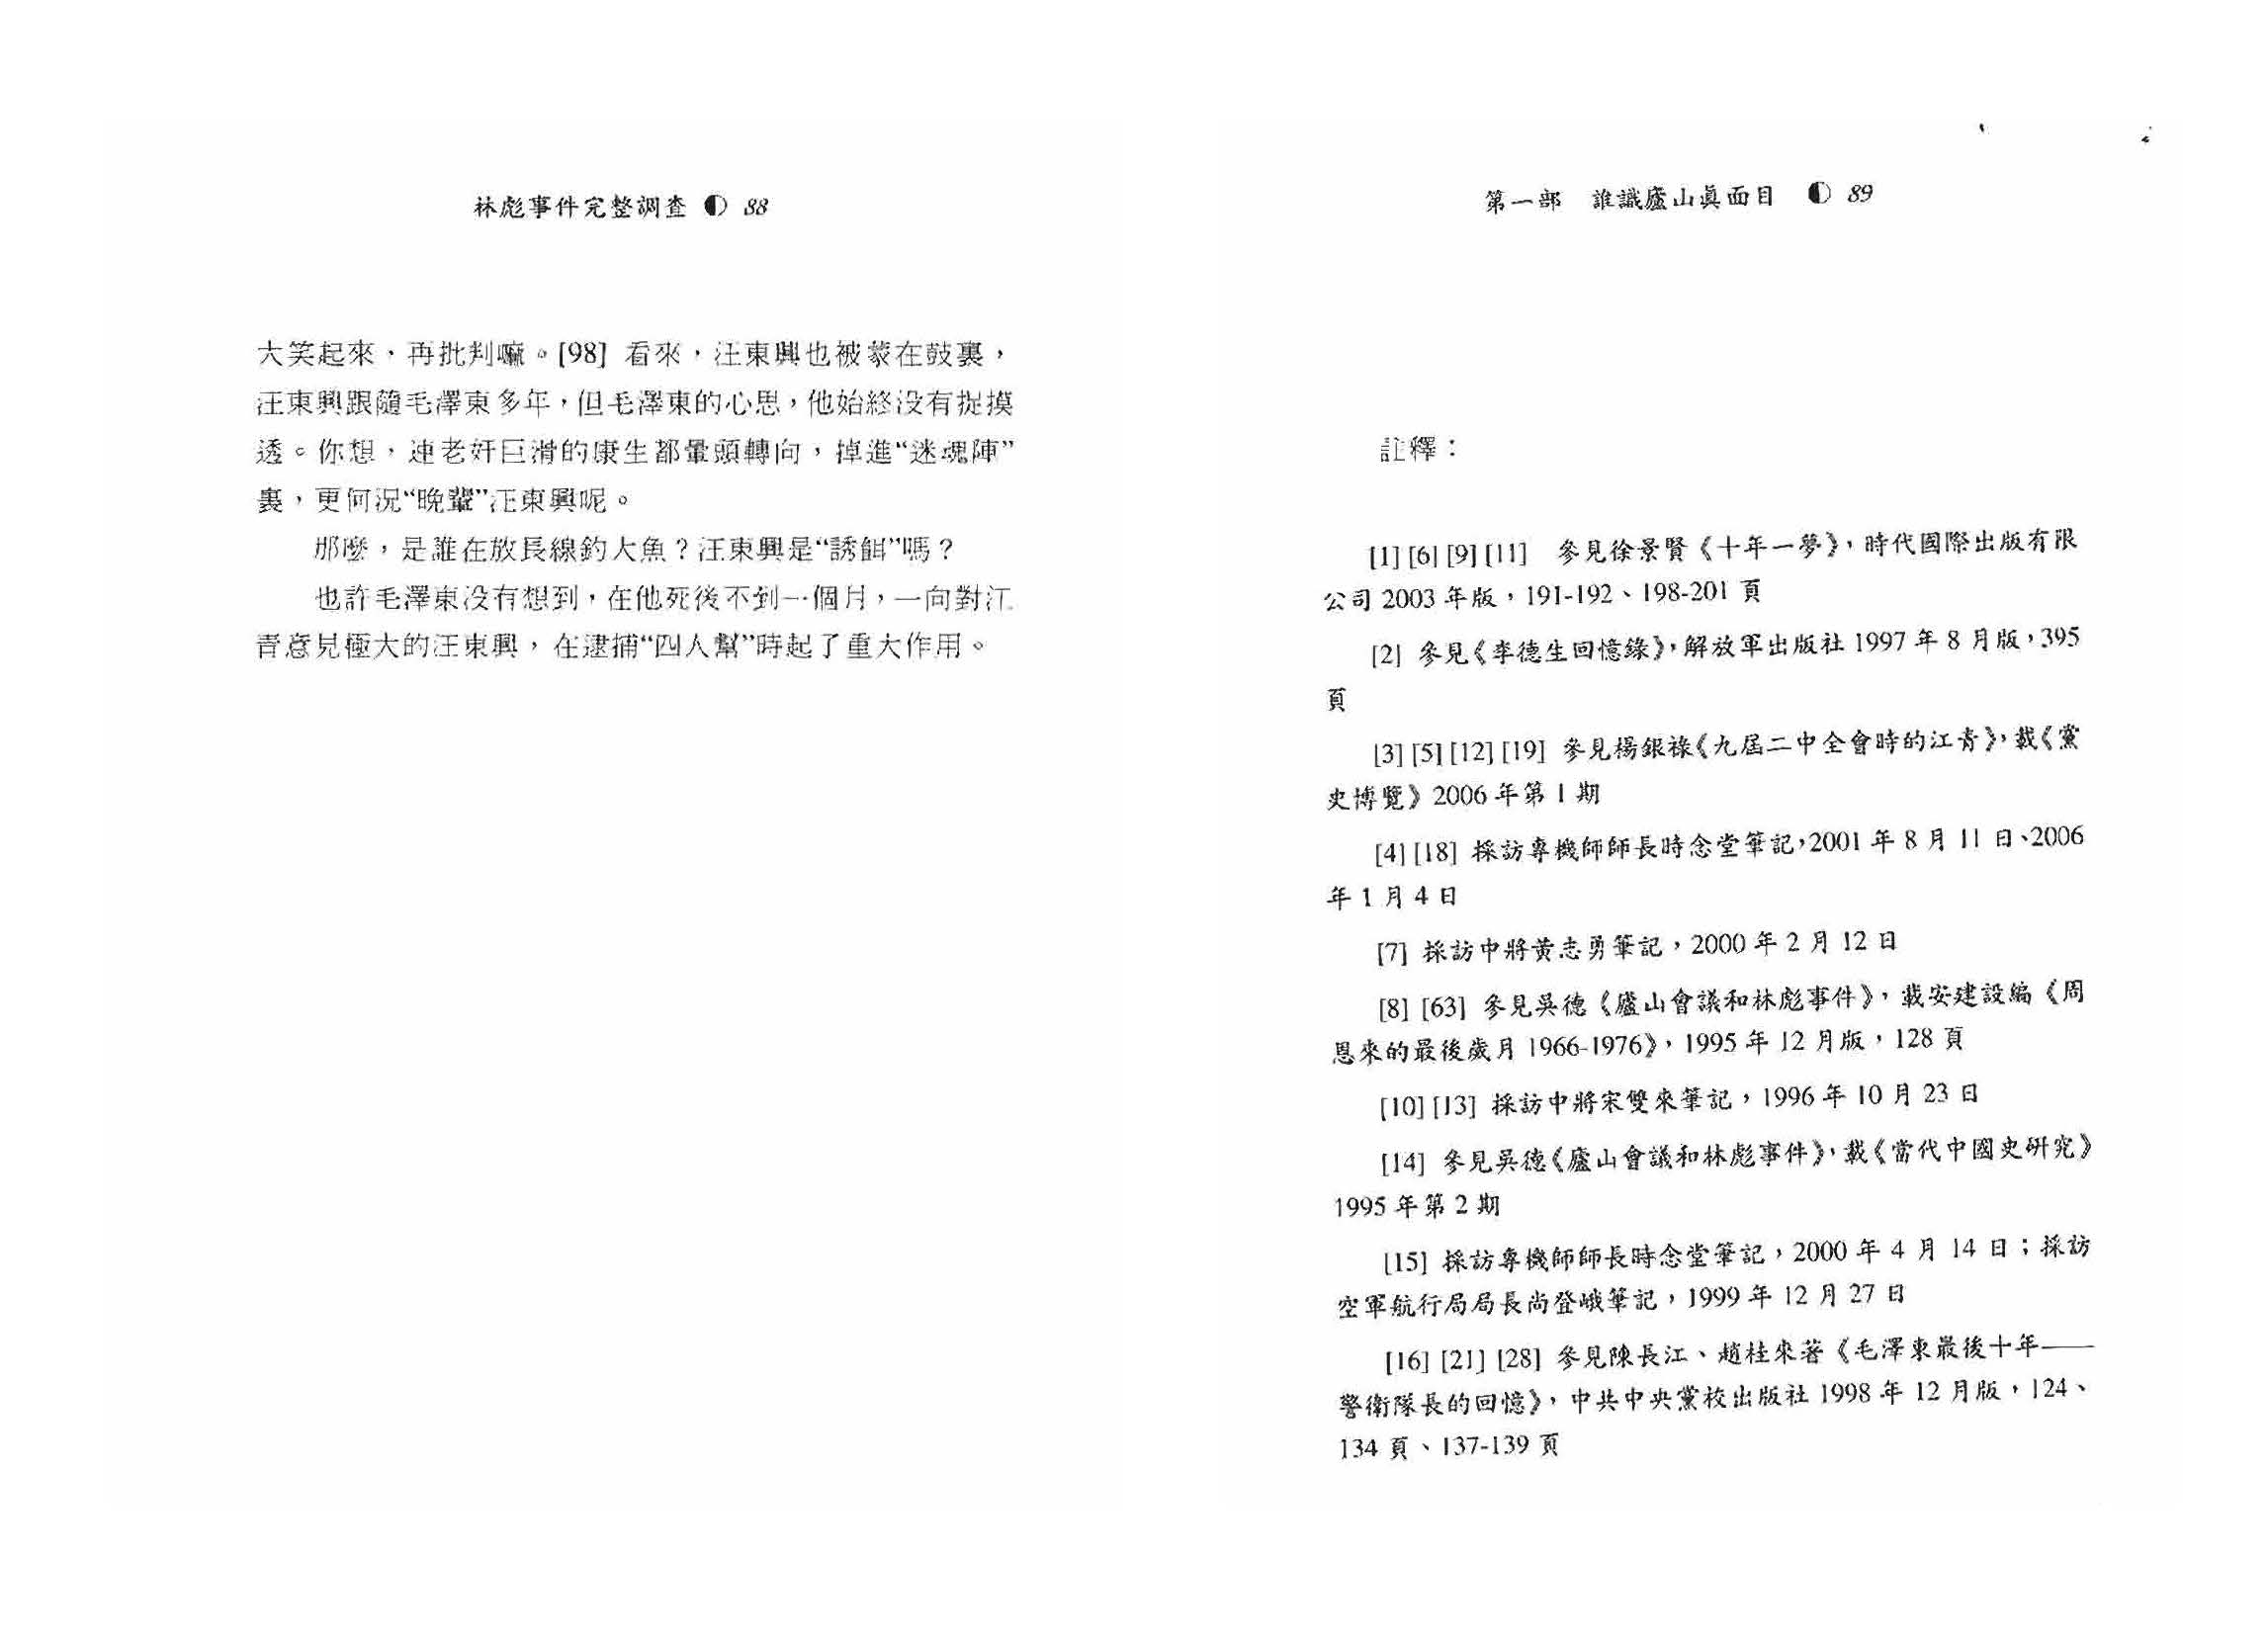 林彪事件完整調查 88
大笑起來，再批判嘛。[98] 看來，汪東興也被蒙在鼓裏，
汪東興跟隨毛澤東多年，但毛澤東的心思，他始終没有捉摸
透。你想，連老奸巨滑的康生都暈頭轉向，掉進“迷魂陣”
裏，更何況“晚輩”汪東興呢。
那麼，是誰在放長線釣大魚？汪東興是“誘餌”嗎？
也許毛澤東没有想到，在他死後不到一個月，一向對江
青意見極大的汪東興，在逮捕“四人幫”時起了重大作用。
第一部 誰識廬山真面目 89
註釋：
[1] [6] [9] [11] 參見徐景賢《十年一夢》，時代國際出版有限
公司 2003 年版，191-192、198-201 頁
[2] 參見《李德生回憶錄》，解放軍出版社 1997 年 8 月版，395
頁
[3] [5] [12] [19] 參見楊銀祿《九屆二中全會時的江青》，載《黨
史博覽》2006 年第 1 期
[4] [18] 採訪專機師師長時念堂筆記，2001 年 8 月 11 日、2006
年 1 月 4 日
[7] 採訪中將黃志勇筆記，2000 年 2 月 12 日
[8] [63] 參見吳德《廬山會議和林彪事件》，載安建設編《周
恩來的最後歲月 1966-1976》，1995 年 12 月版，128 頁
[10] [13] 採訪中將宋雙來筆記，1996 年 10 月 23 日
[14] 參見吳德《廬山會議和林彪事件》，載《當代中國史研究》
1995 年第 2 期
[15] 採訪專機師師長時念堂筆記，2000 年 4 月 14 日；採訪
空軍航行局局長尚登峨筆記，1999 年 12 月 27 日
[16] [21] [28] 參見陳長江、趙桂來著《毛澤東最後十年——
警衛隊長的回憶》，中共中央黨校出版社 1998 年 12 月版，124、
134 頁、137-139 頁